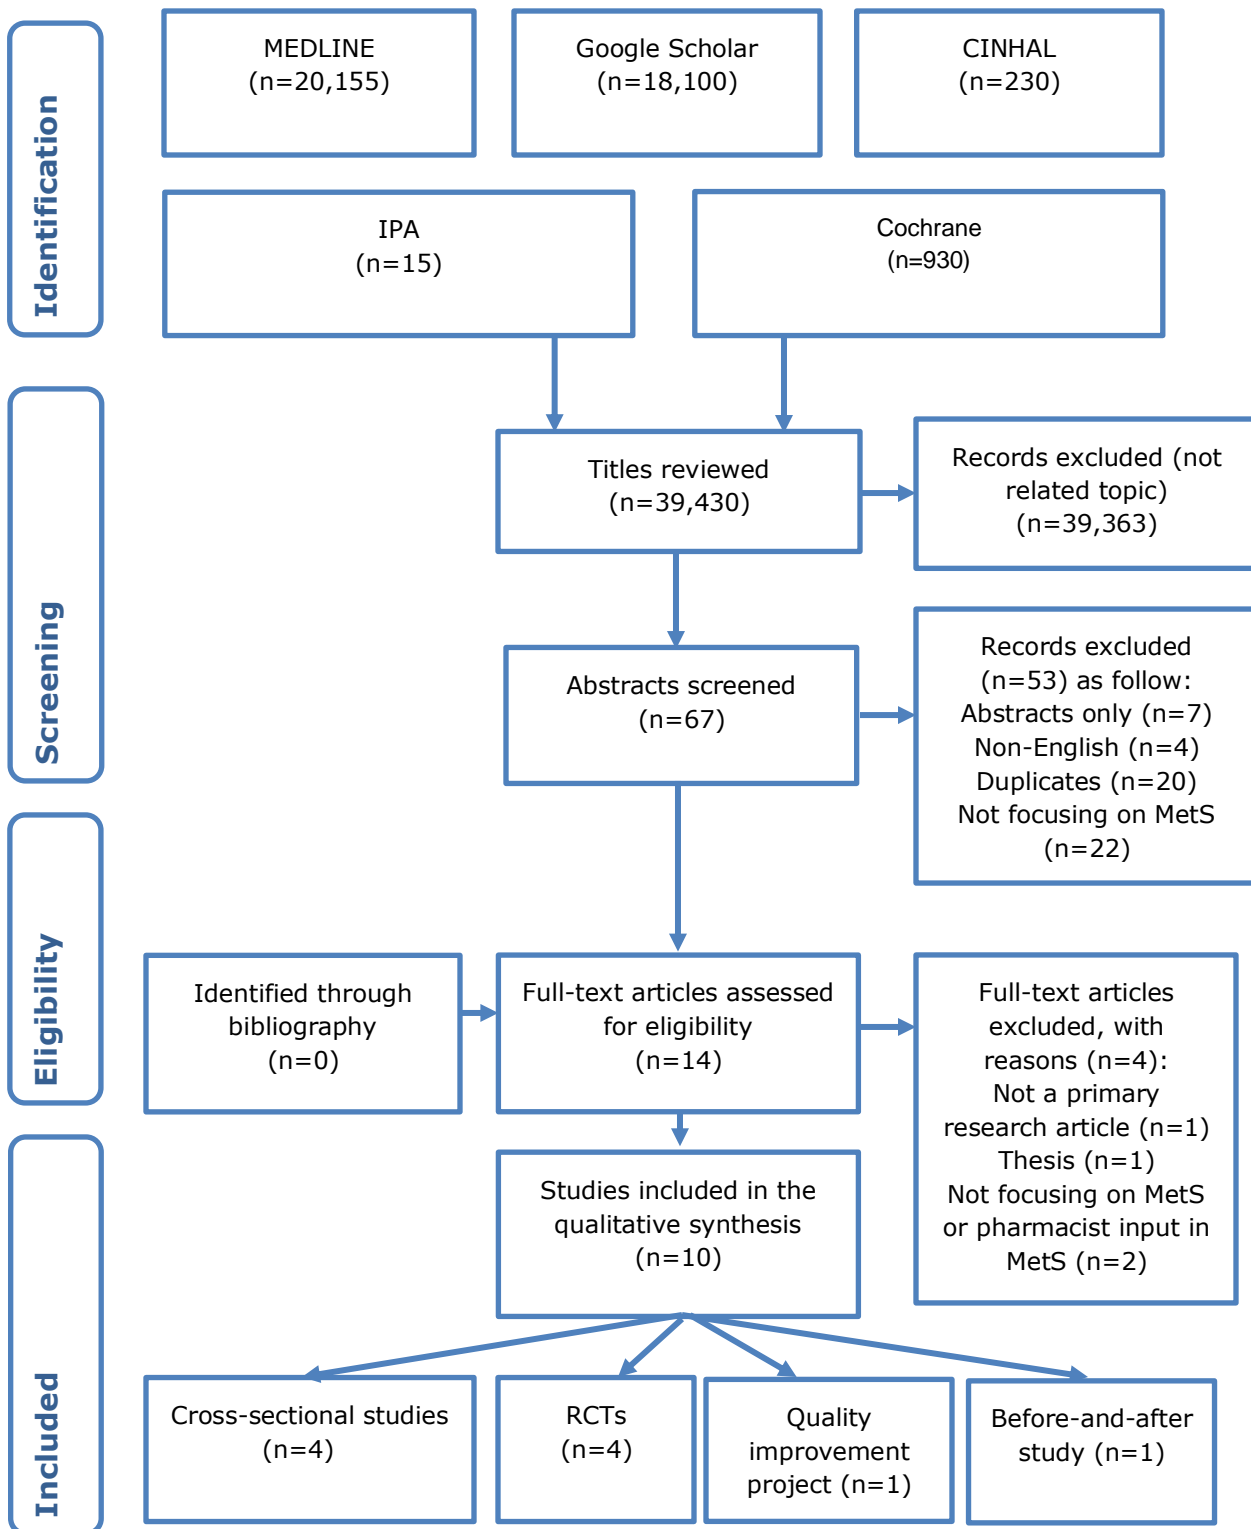 Identification
MEDLINE
(n=20,155)
Google Scholar
(n=18,100)
CINHAL
(n=230)
IPA
(n=15)
Cochrane
(n=930)
Screening
Titles reviewed
(n=39,430)
Records excluded (not
related topic)
(n=39,363)
Abstracts screened
(n=67)
Records excluded
(n=53) as follow:
Abstracts only (n=7)
Non-English (n=4)
Duplicates (n=20)
Not focusing on MetS
(n=22)
Eligibility
Identified through
bibliography
(n=0)
Full-text articles assessed
for eligibility
(n=14)
Full-text articles
excluded, with
reasons (n=4):
Not a primary
research article (n=1)
Thesis (n=1)
Not focusing on MetS
or pharmacist input in
MetS (n=2)
Included
Studies included in the
qualitative synthesis
(n=10)
Cross-sectional studies
(n=4)
RCTs
(n=4)
Quality
improvement
project (n=1)
Before-and-after
study (n=1)